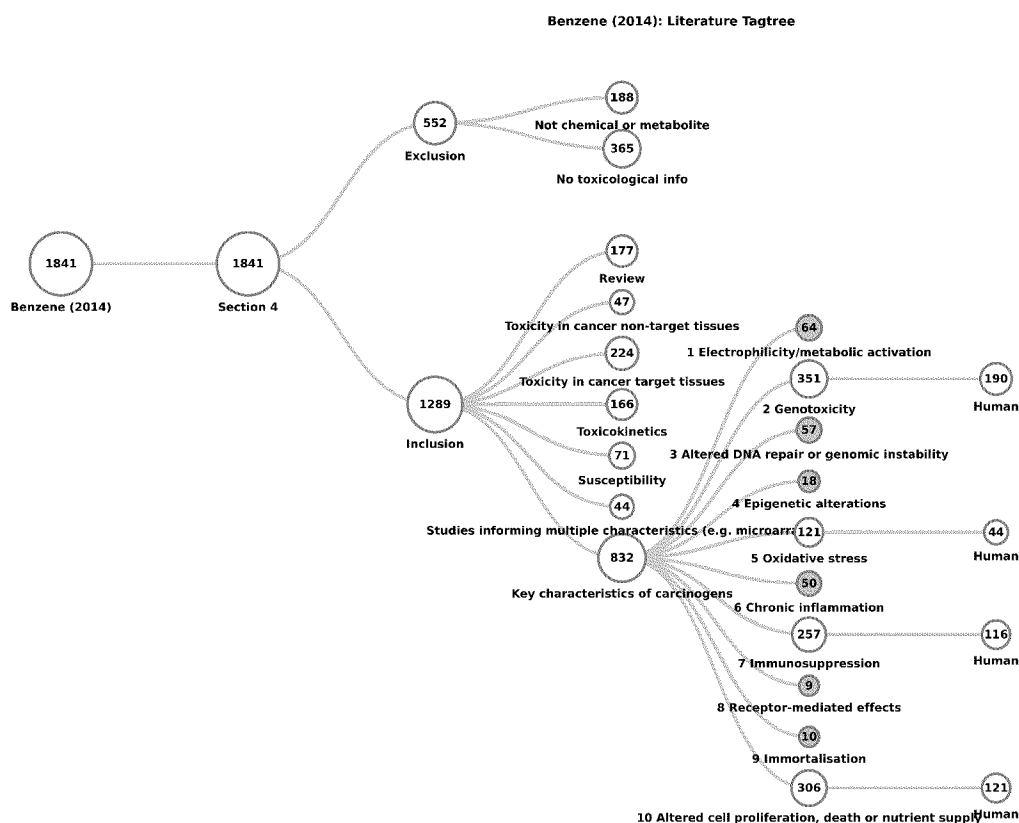 Benzene (2014): Literature Tagtree
188
Not chemical or metabolite
552
Exclusion
365
No toxicological info
1841
Benzene (2014)
1841
Section 4
177
Review
47
Toxicity in cancer non-target tissues
64
1 Electrophilicity/metabolic activation
224
Toxicity in cancer target tissues
351
2 Genotoxicity
190
Human
1289
Inclusion
166
Toxicokinetics
57
3 Altered DNA repair or genomic instability
71
Susceptibility
18
4 Epigenetic alterations
44
Studies informing multiple characteristics (e.g. microarra
121
5 Oxidative stress
44
Human
832
Key characteristics of carcinogens
50
6 Chronic inflammation
257
7 Immunosuppression
116
Human
9
8 Receptor-mediated effects
10
9 Immortalisation
306
10 Altered cell proliferation, death or nutrient supply
121
Human